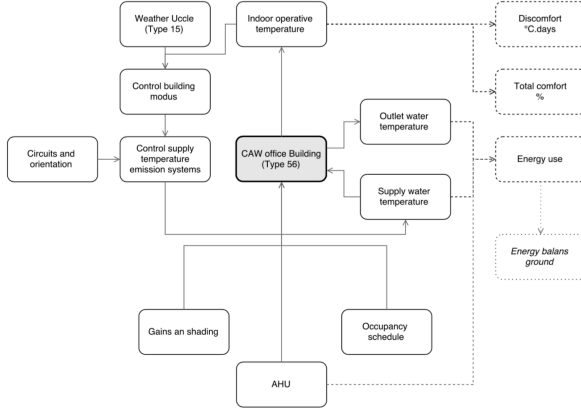 Weather Uccle
(Type 15)
Indoor operative
temperature
Discomfort
°C.days
Control building
modus
Total comfort
%
Outlet water
temperature
Circuits and
orientation
Control supply
temperature
emission systems
CAW office Building
(Type 56)
Energy use
Supply water
temperature
Energy balans
ground
Gains an shading
Occupancy
schedule
AHU